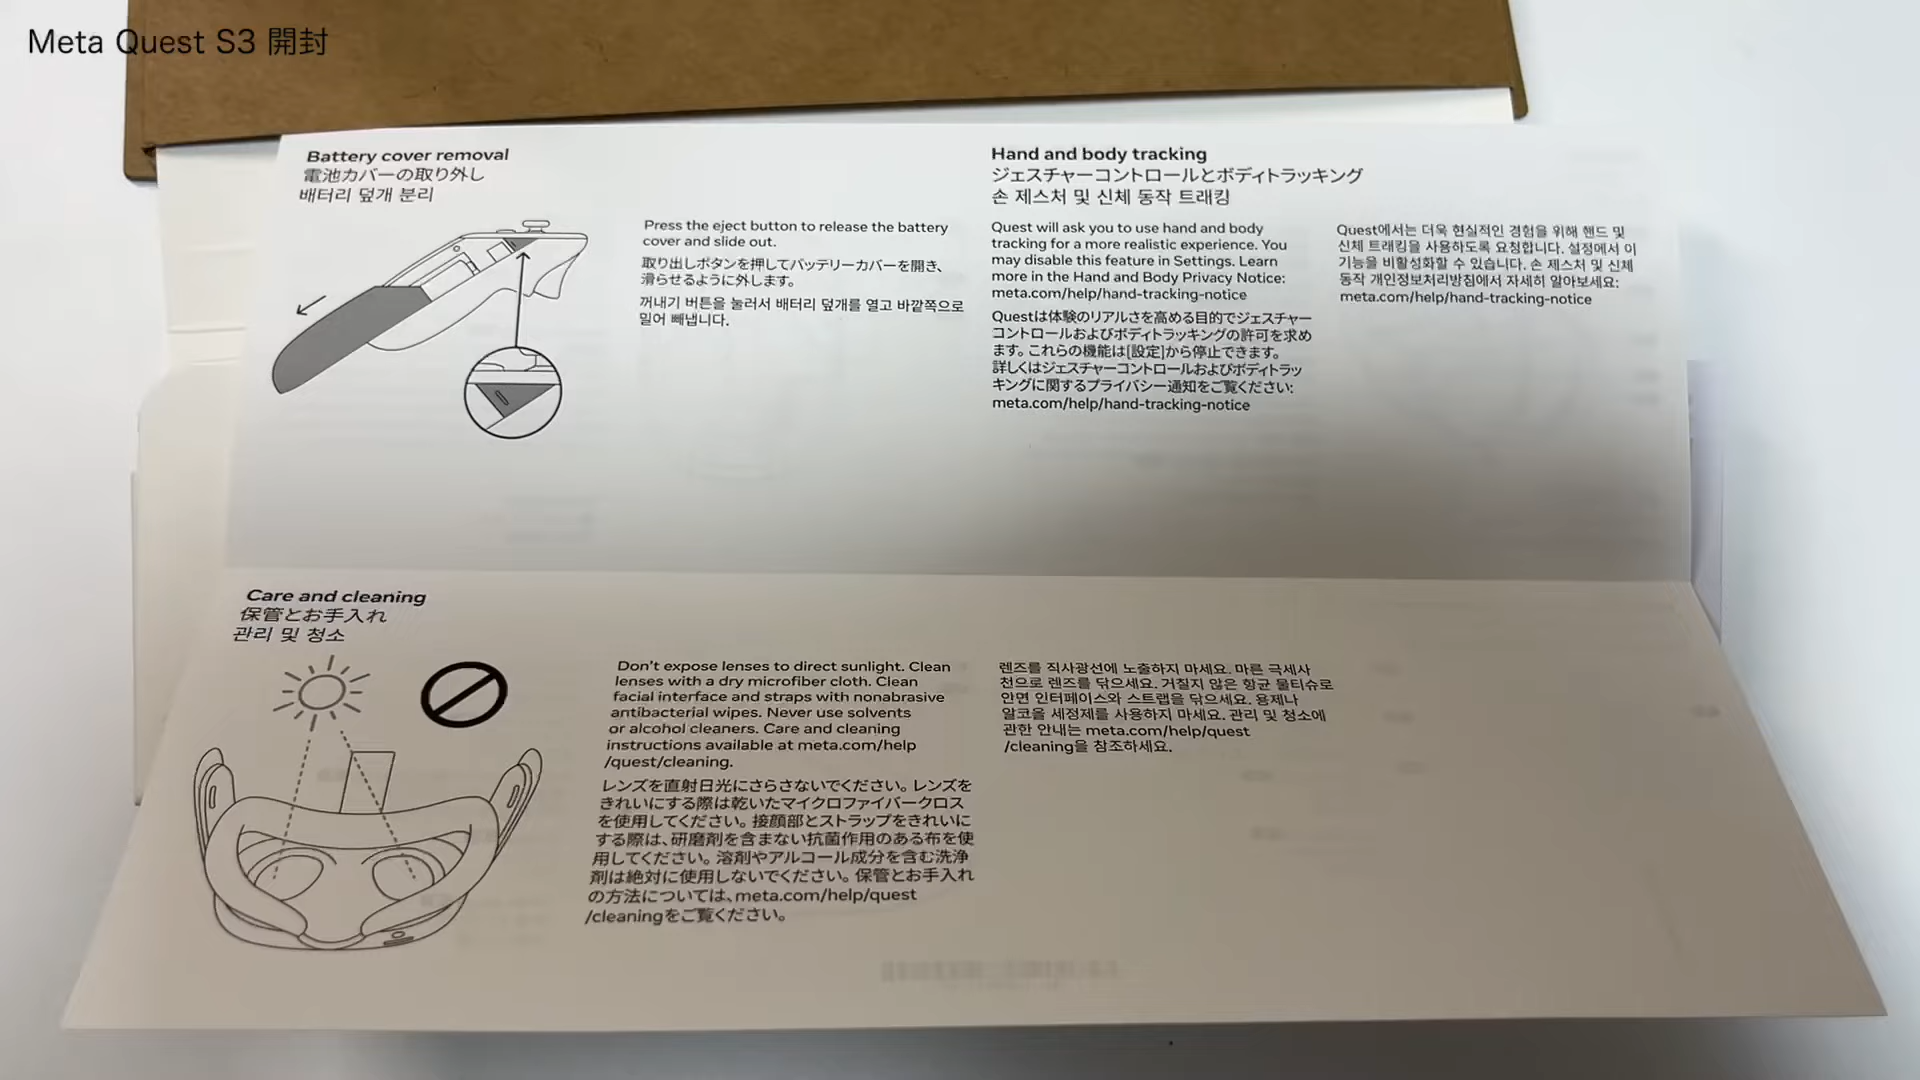 Meta Quest S3 開封
Battery cover removal
電池カバーの取り外し
배터리 덮개 분리
Press the eject button to release the battery
cover and slide out.
取り出しボタンを押してバッテリーカバーを開き、
滑らせるように外します。
꺼내기 버튼을 눌러서 배터리 덮개를 열고 바깥쪽으로
밀어 빼냅니다.
Hand and body tracking
ジェスチャーコントロールとボディトラッキング
손 제스처 및 신체 동작 트래킹
Quest will ask you to use hand and body
tracking for a more realistic experience. You
may disable this feature in Settings. Learn
more in the Hand and Body Privacy Notice:
meta.com/help/hand-tracking-notice
Questは体験のリアルさを高める目的でジェスチャー
コントロールおよびボディトラッキングの許可を求め
ます。これらの機能は[設定]から停止できます。
詳しくはジェスチャーコントロールおよびボディトラッ
キングに関するプライバシー通知をご覧ください:
meta.com/help/hand-tracking-notice
Quest에서는 더욱 현실적인 경험을 위해 핸드 및
신체 트래킹을 사용하도록 요청합니다. 설정에서 이
기능을 비활성화할 수 있습니다. 손 제스처 및 신체
동작 개인정보처리방침에서 자세히 알아보세요:
meta.com/help/hand-tracking-notice
Care and cleaning
保管とお手入れ
관리 및 청소
Don't expose lenses to direct sunlight. Clean
lenses with a dry microfiber cloth. Clean
facial interface and straps with nonabrasive
antibacterial wipes. Never use solvents
or alcohol cleaners. Care and cleaning
instructions available at meta.com/help
/quest/cleaning.
レンズを直射日光にさらさないでください。レンズを
きれいにする際は乾いたマイクロファイバークロス
を使用してください。接顔部とストラップをきれいに
する際は、研磨剤を含まない抗菌作用のある布を使
用してください。溶剤やアルコール成分を含む洗浄
剤は絶対に使用しないでください。保管とお手入れ
の方法については、meta.com/help/quest
/cleaningをご覧ください。
렌즈를 직사광선에 노출하지 마세요. 마른 극세사
천으로 렌즈를 닦으세요. 거칠지 않은 항균 물티슈로
안면 인터페이스와 스트랩을 닦으세요. 용제나
알코올 세정제를 사용하지 마세요. 관리 및 청소에
관한 안내는 meta.com/help/quest
/cleaning을 참조하세요.